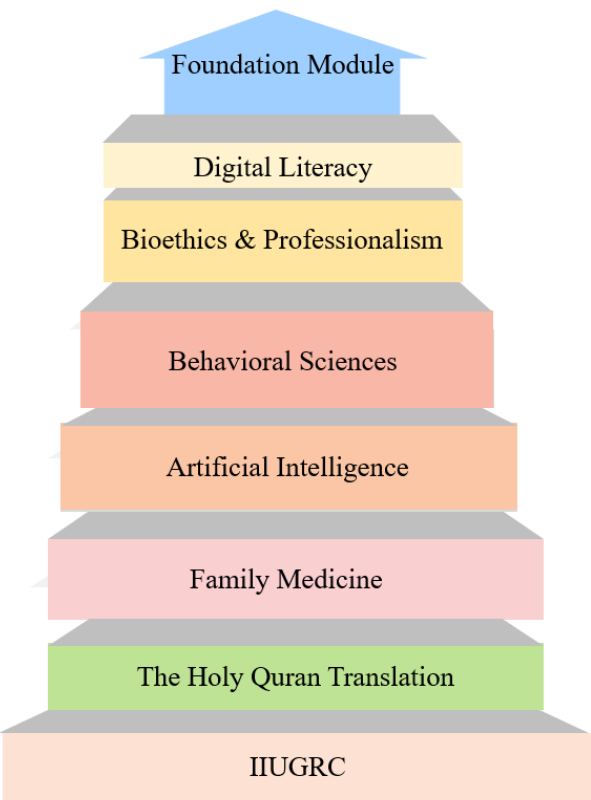 Foundation Module
Digital Literacy
Bioethics & Professionalism
Behavioral Sciences
Artificial Intelligence
Family Medicine
The Holy Quran Translation
IIUGRC